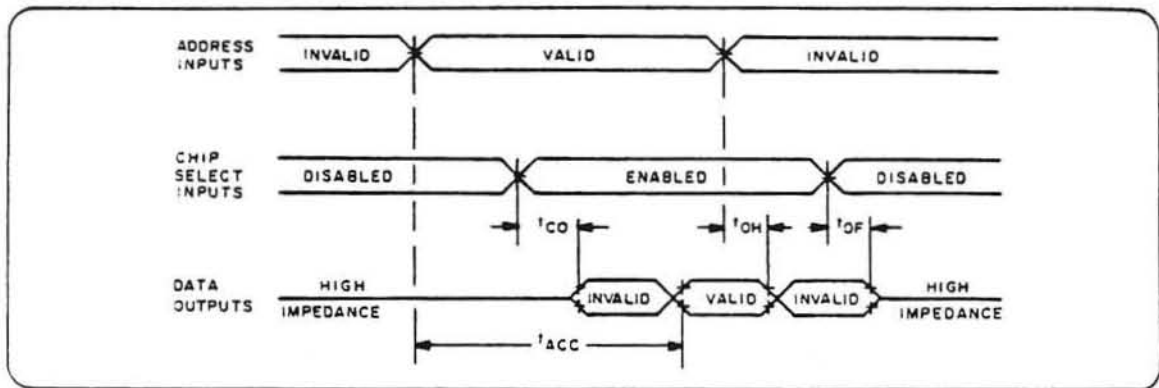 ADDRESS
INPUTS
INVALID
VALID
INVALID
CHIP
SELECT
INPUTS
DISABLED
ENABLED
DISABLED
tCO
tOH
tDF
DATA
OUTPUTS
HIGH
IMPEDANCE
INVALID
VALID
INVALID
HIGH
IMPEDANCE
tACC